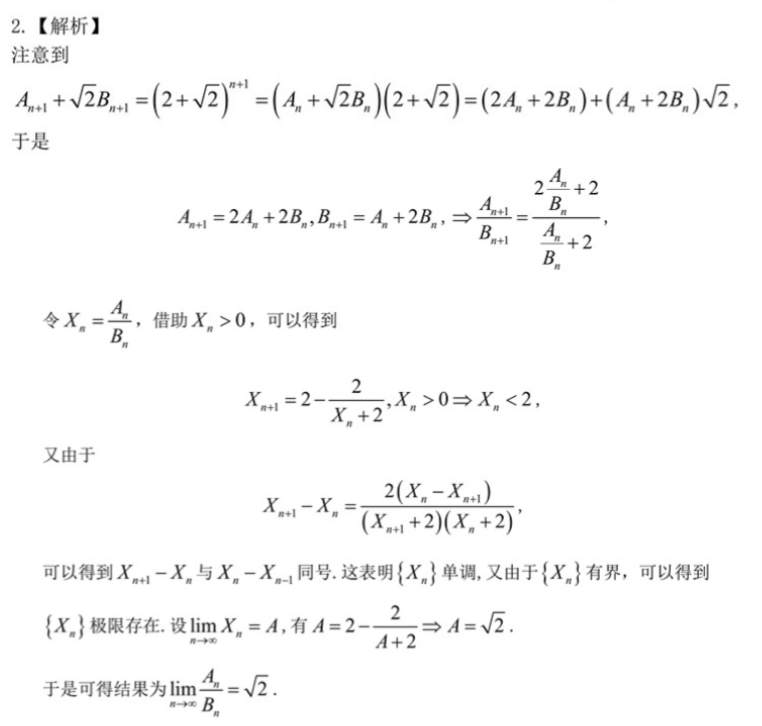 2.【解析】
注意到
$A_{n+1}+\sqrt{2}B_{n+1}=\left(2+\sqrt{2}\right)^{n+1}=\left(A_n+\sqrt{2}B_n\right)\left(2+\sqrt{2}\right)=\left(2A_n+2B_n\right)+\left(A_n+2B_n\right)\sqrt{2}$，
于是
$A_{n+1}=2A_n+2B_n,B_{n+1}=A_n+2B_n,\Rightarrow\frac{A_{n+1}}{B_{n+1}}=\frac{2\frac{A_n}{B_n}+2}{\frac{A_n}{B_n}+2}$,
令 $X_n=\frac{A_n}{B_n}$，借助 $X_n>0$，可以得到
$X_{n+1}=2-\frac{2}{X_n+2},X_n>0\Rightarrow X_n<2$,
又由于
$X_{n+1}-X_n=\frac{2\left(X_n-X_{n+1}\right)}{\left(X_{n+1}+2\right)\left(X_n+2\right)}$,
可以得到 $X_{n+1}-X_n$ 与 $X_n-X_{n-1}$ 同号. 这表明 $\{X_n\}$ 单调, 又由于 $\{X_n\}$ 有界，可以得到
$\{X_n\}$ 极限存在. 设 $\lim_{n\to\infty}X_n=A$, 有 $A=2-\frac{2}{A+2}\Rightarrow A=\sqrt{2}$.
于是可得结果为 $\lim_{n\to\infty}\frac{A_n}{B_n}=\sqrt{2}$.